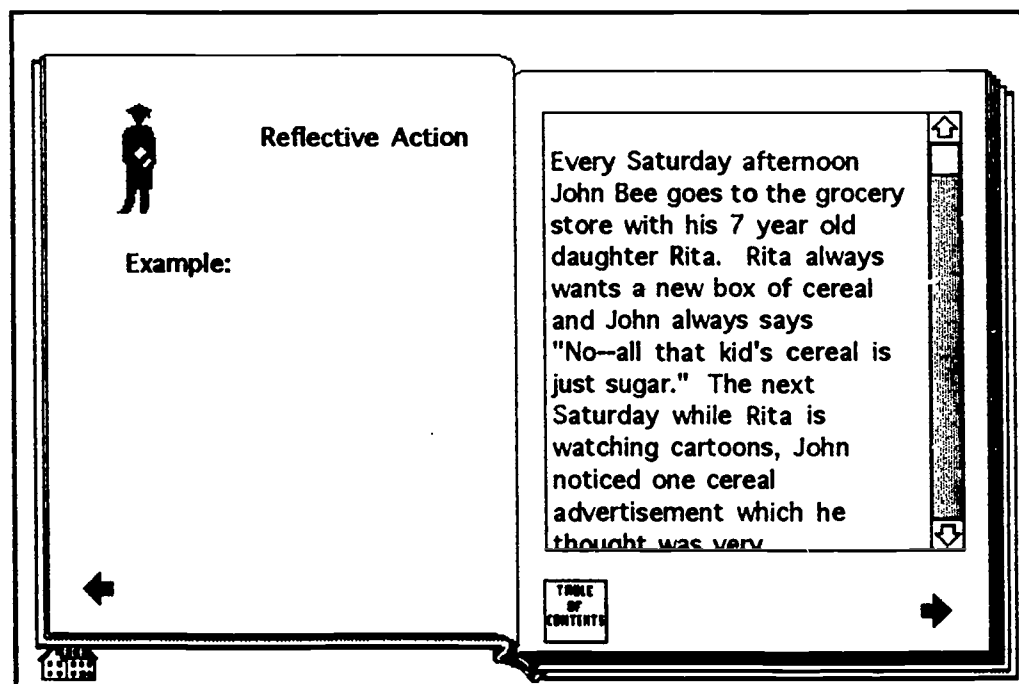 Reflective Action
Example:
Every Saturday afternoon
John Bee goes to the grocery
store with his 7 year old
daughter Rita. Rita always
wants a new box of cereal
and John always says
"No--all that kid's cereal is
just sugar." The next
Saturday while Rita is
watching cartoons, John
noticed one cereal
advertisement which he
thought was very
TABLE
OF
CONTENTS